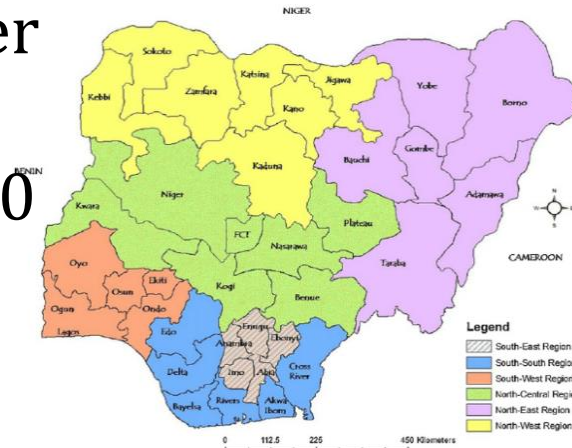 er
0
NIGER
Sokoto
Katsina
Jigawa
Yobe
Borno
Kebbi
Zamfara
Kano
Gombe
Bauchi
Kaduna
Adamawa
BENIN
Niger
Kwara
Plateau
FCT
Nasarawa
Taraba
CAMEROON
Oyo
Ekiti
Osun
Kogi
Benue
Ogun
Ondo
Lagos
Edo
Enugu
Ebonyi
Anambra
Imo
Abia
Cross
River
Delta
Rivers
Akwa
Ibom
Bayelsa
Legend
South-East Region
South-South Regio
South-West Region
North-Central Regi
North-East Region
North-West Region
0 112.5 225 450 Kilometers